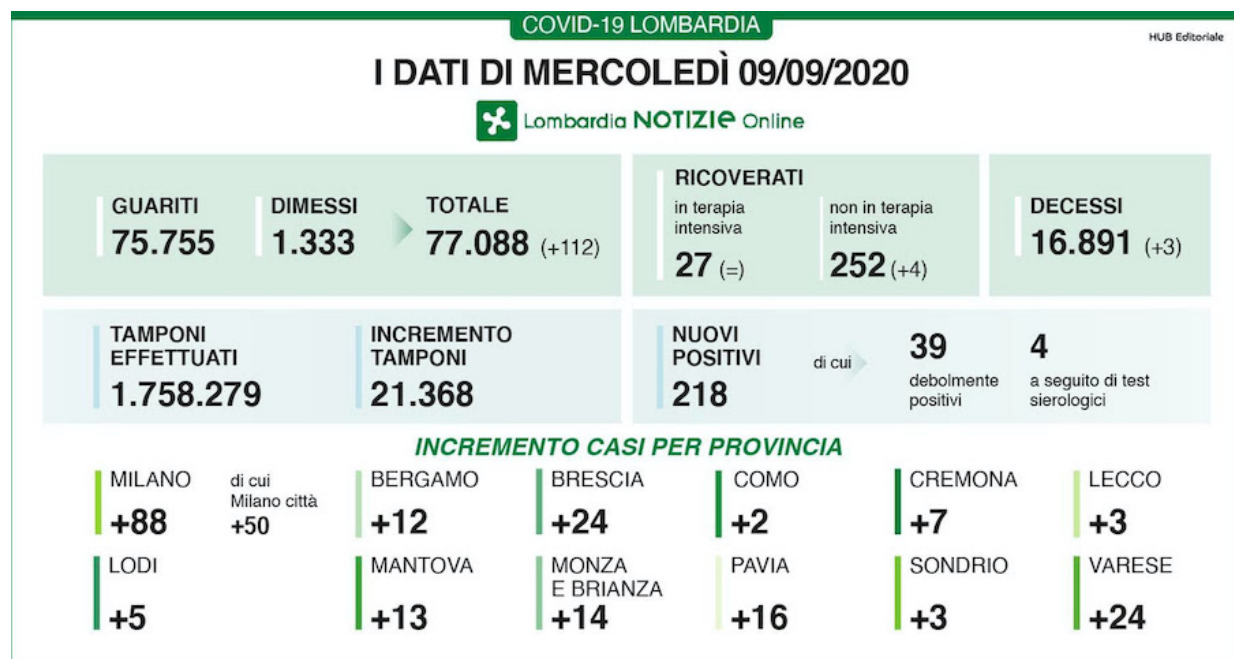 COVID-19 LOMBARDIA
HUB Editoriale
I DATI DI MERCOLEDÌ 09/09/2020
Lombardia NOTIZIe Online
GUARITI
75.755
DIMESSI
1.333
TOTALE
77.088 (+112)
RICOVERATI
in terapia
intensiva
27 (=)
non in terapia
intensiva
252 (+4)
DECESSI
16.891 (+3)
TAMPONI
EFFETTUATI
1.758.279
INCREMENTO
TAMPONI
21.368
NUOVI
POSITIVI
218
di cui
39
debolmente
positivi
4
a seguito di test
sierologici
INCREMENTO CASI PER PROVINCIA
MILANO
+88
di cui
Milano città
+50
BERGAMO
+12
BRESCIA
+24
COMO
+2
CREMONA
+7
LECCO
+3
LODI
+5
MANTOVA
+13
MONZA
E BRIANZA
+14
PAVIA
+16
SONDRIO
+3
VARESE
+24